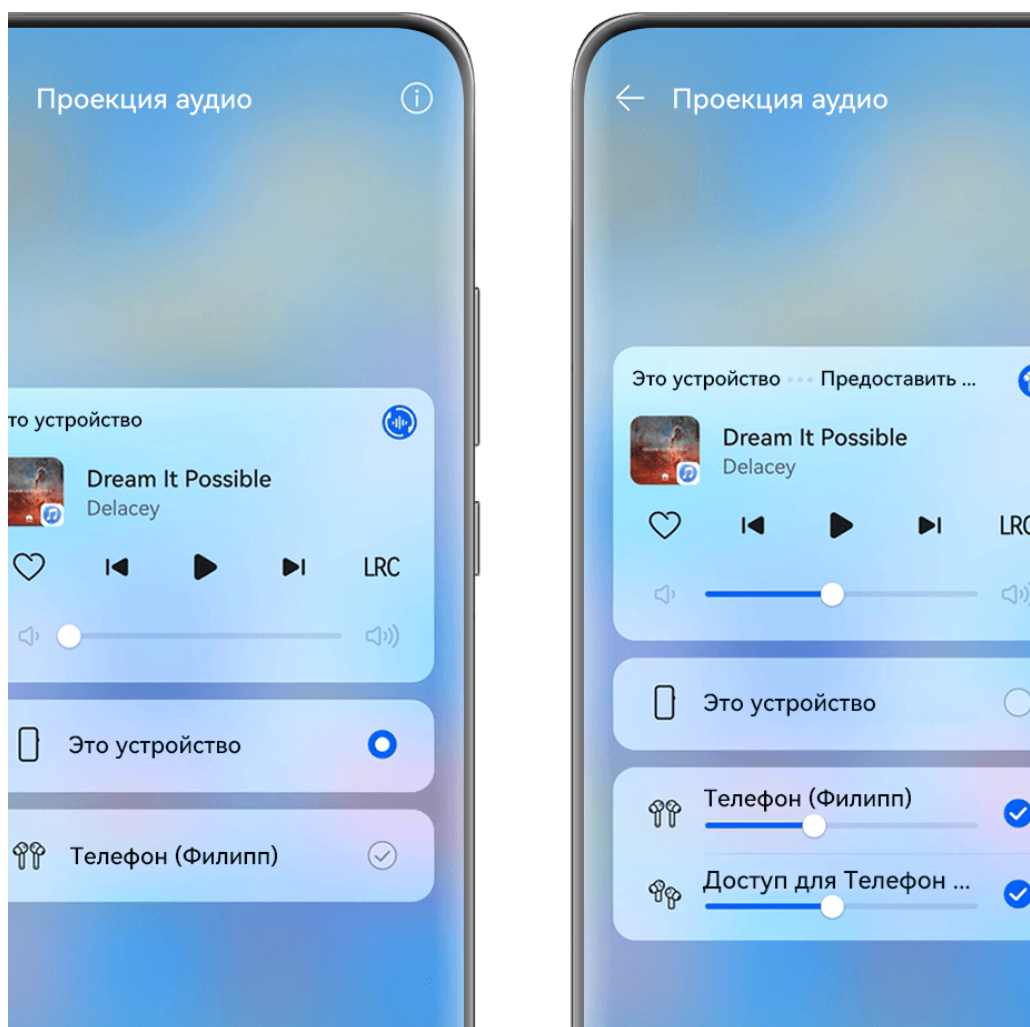 Проекция аудио
то устройство
Dream It Possible
Delacey
LRC
Это устройство
Телефон (Филипп)
Проекция аудио
Это устройство Предоставить ...
Dream It Possible
Delacey
LRC
Это устройство
Телефон (Филипп)
Доступ для Телефон ...